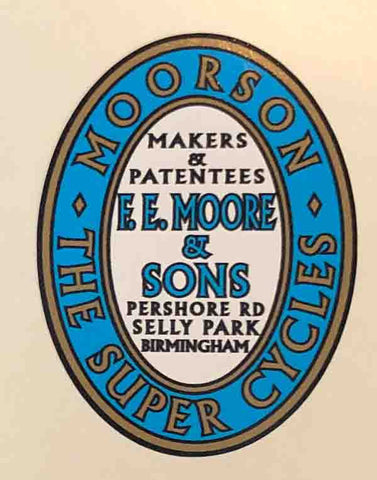 MOORSON
MAKERS
&
PATENTEES
F. E. MOORE
&
SONS
PERSHORE RD
SELLY PARK
BIRMINGHAM
THE SUPER CYCLES